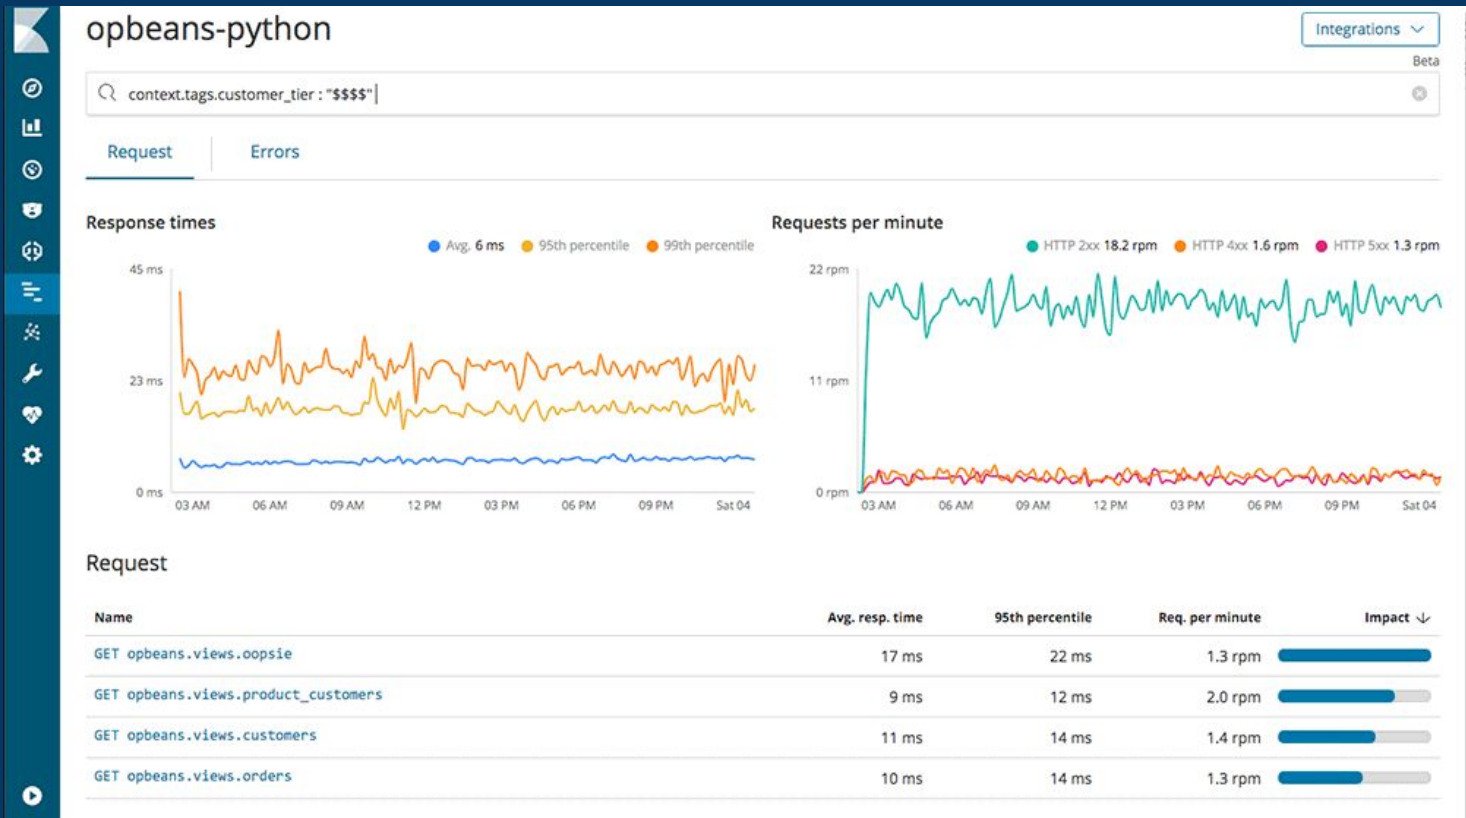 opbeans-python
Integrations
Beta
context.tags.customer_tier : "$$$$"
Request
Errors
Response times
Avg. 6 ms 95th percentile 99th percentile
45 ms
23 ms
0 ms
03 AM 06 AM 09 AM 12 PM 03 PM 06 PM 09 PM Sat 04
Requests per minute
HTTP 2xx 18.2 rpm HTTP 4xx 1.6 rpm HTTP 5xx 1.3 rpm
22 rpm
11 rpm
0 rpm
03 AM 06 AM 09 AM 12 PM 03 PM 06 PM 09 PM Sat 04
Request
Name Avg. resp. time 95th percentile Req. per minute Impact
GET opbeans.views.oopsie 17 ms 22 ms 1.3 rpm
GET opbeans.views.product_customers 9 ms 12 ms 2.0 rpm
GET opbeans.views.customers 11 ms 14 ms 1.4 rpm
GET opbeans.views.orders 10 ms 14 ms 1.3 rpm